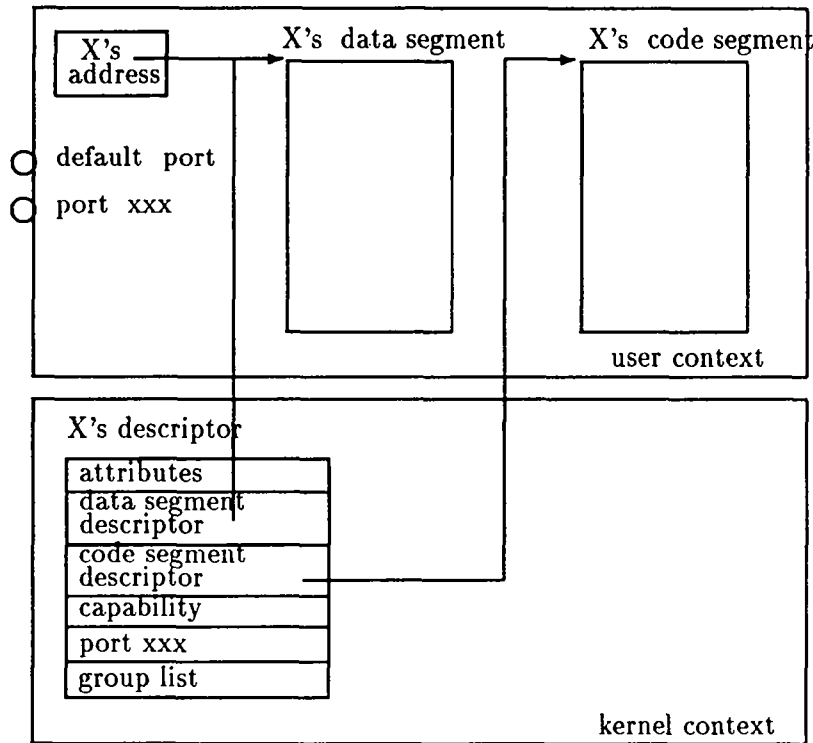 X's
address
X's data segment
X's code segment
default port
port xxx
user context
X's descriptor
attributes
data segment
descriptor
code segment
descriptor
capability
port xxx
group list
kernel context